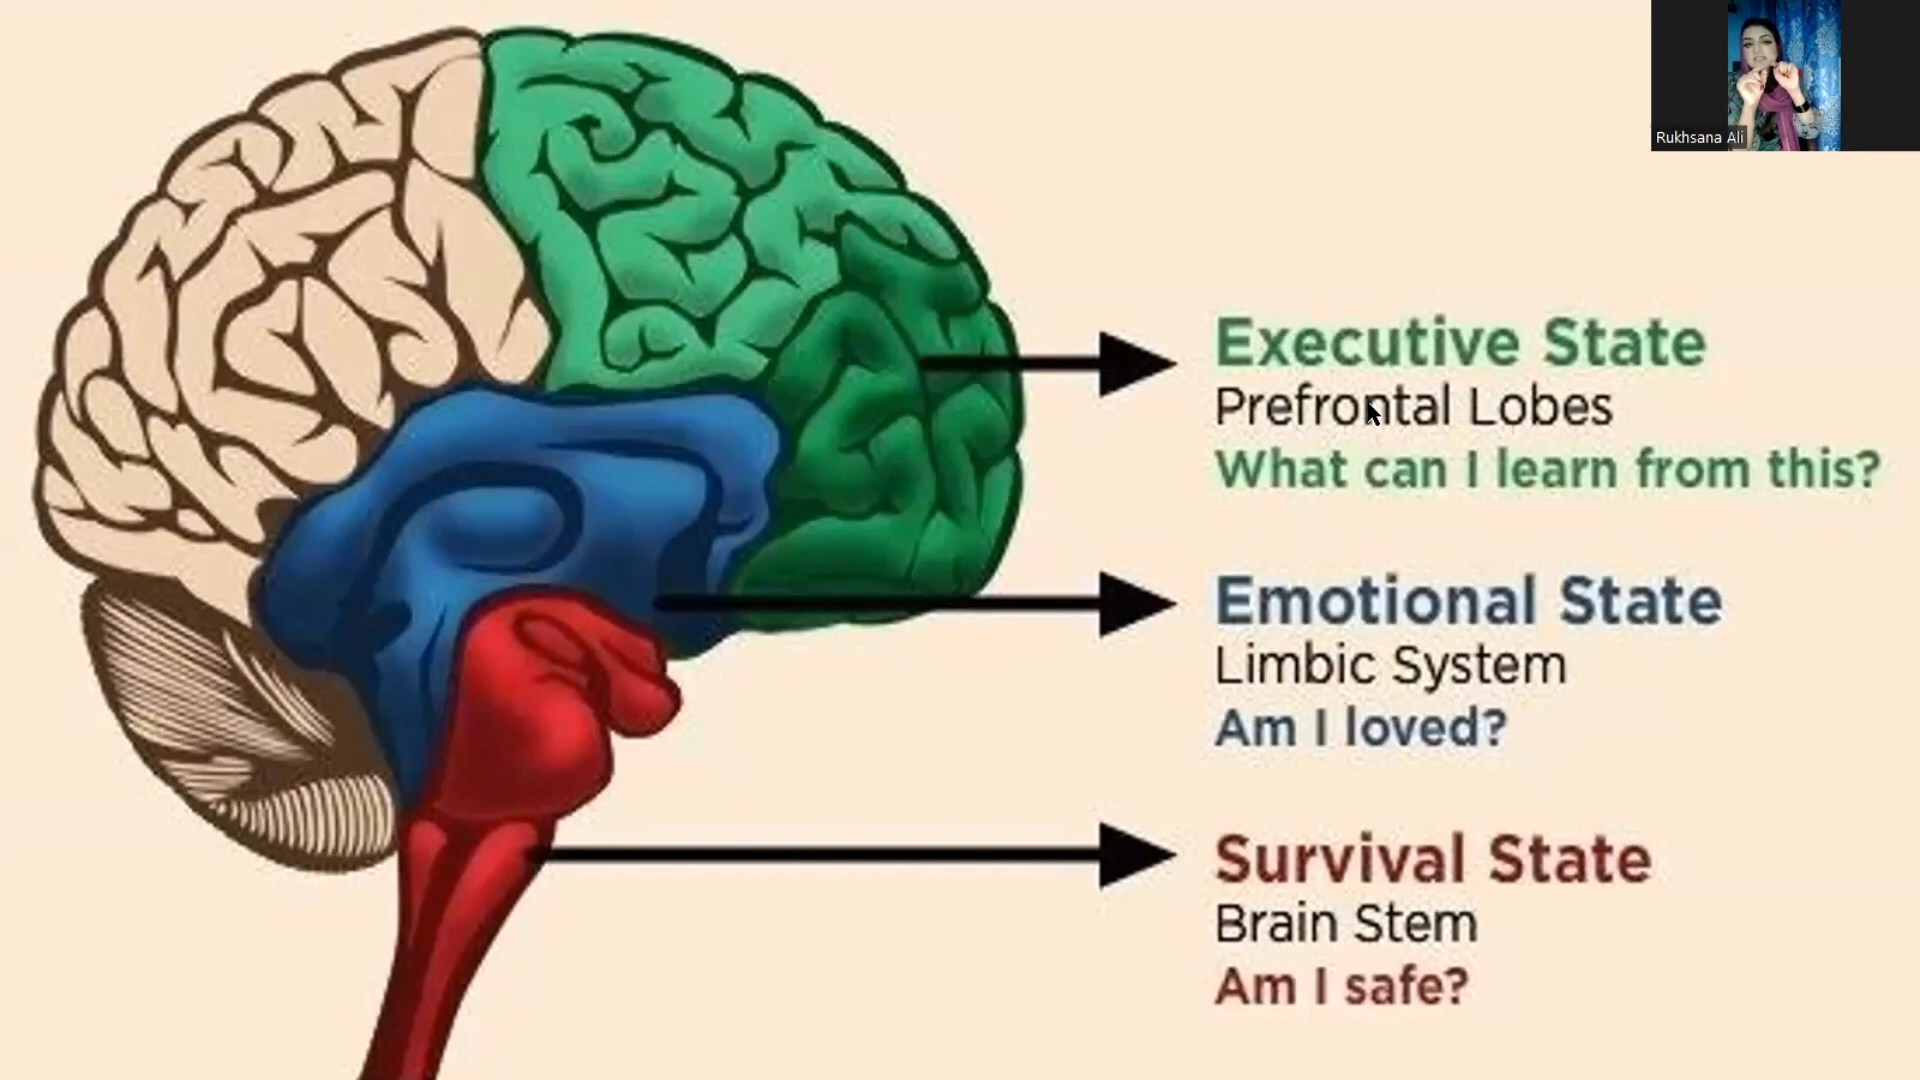 Rukhsana Ali
Executive State
Prefrontal Lobes
What can I learn from this?
Emotional State
Limbic System
Am I loved?
Survival State
Brain Stem
Am I safe?